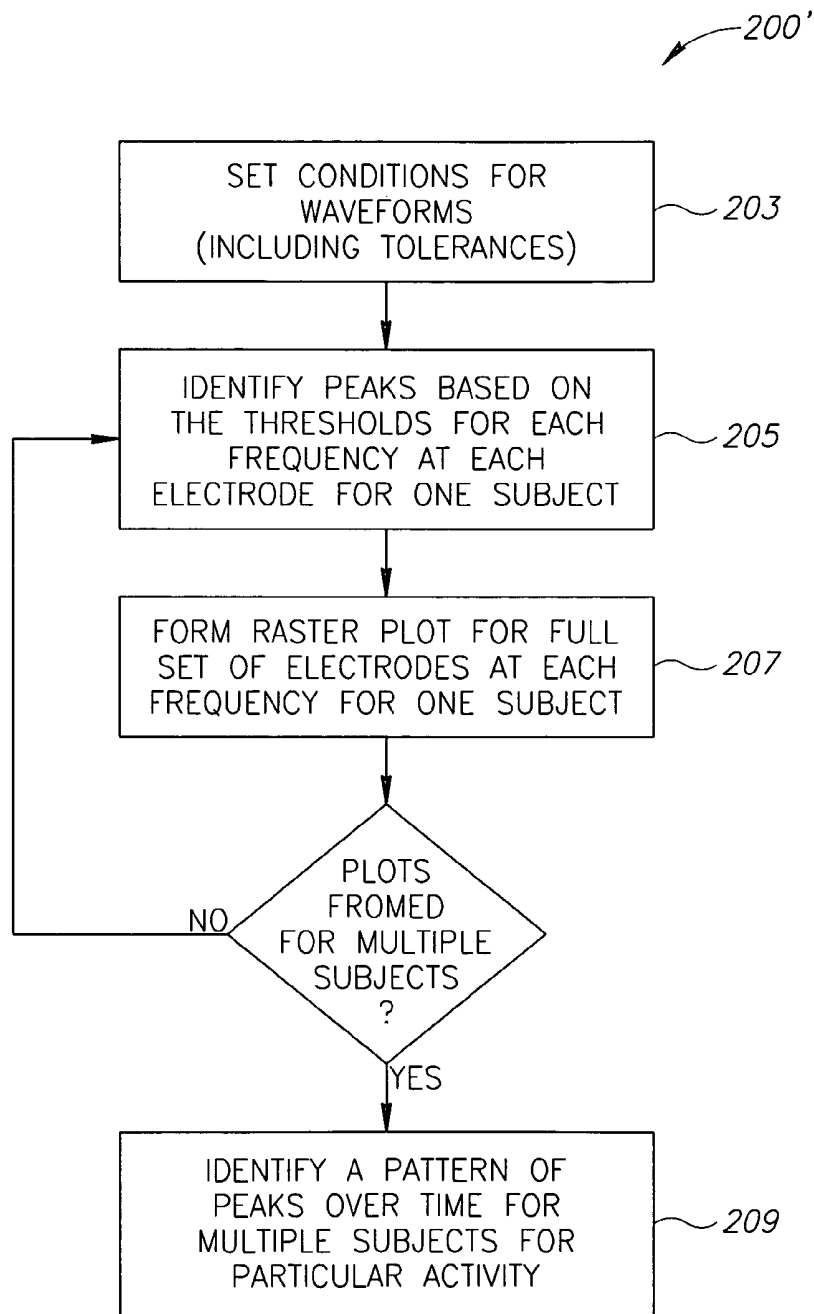 200'
SET CONDITIONS FOR
WAVEFORMS
(INCLUDING TOLERANCES)
203
IDENTIFY PEAKS BASED ON
THE THRESHOLDS FOR EACH
FREQUENCY AT EACH
ELECTRODE FOR ONE SUBJECT
205
FORM RASTER PLOT FOR FULL
SET OF ELECTRODES AT EACH
FREQUENCY FOR ONE SUBJECT
207
PLOTS
FROMED
FOR MULTIPLE
SUBJECTS
?
NO
YES
IDENTIFY A PATTERN OF
PEAKS OVER TIME FOR
MULTIPLE SUBJECTS FOR
PARTICULAR ACTIVITY
209